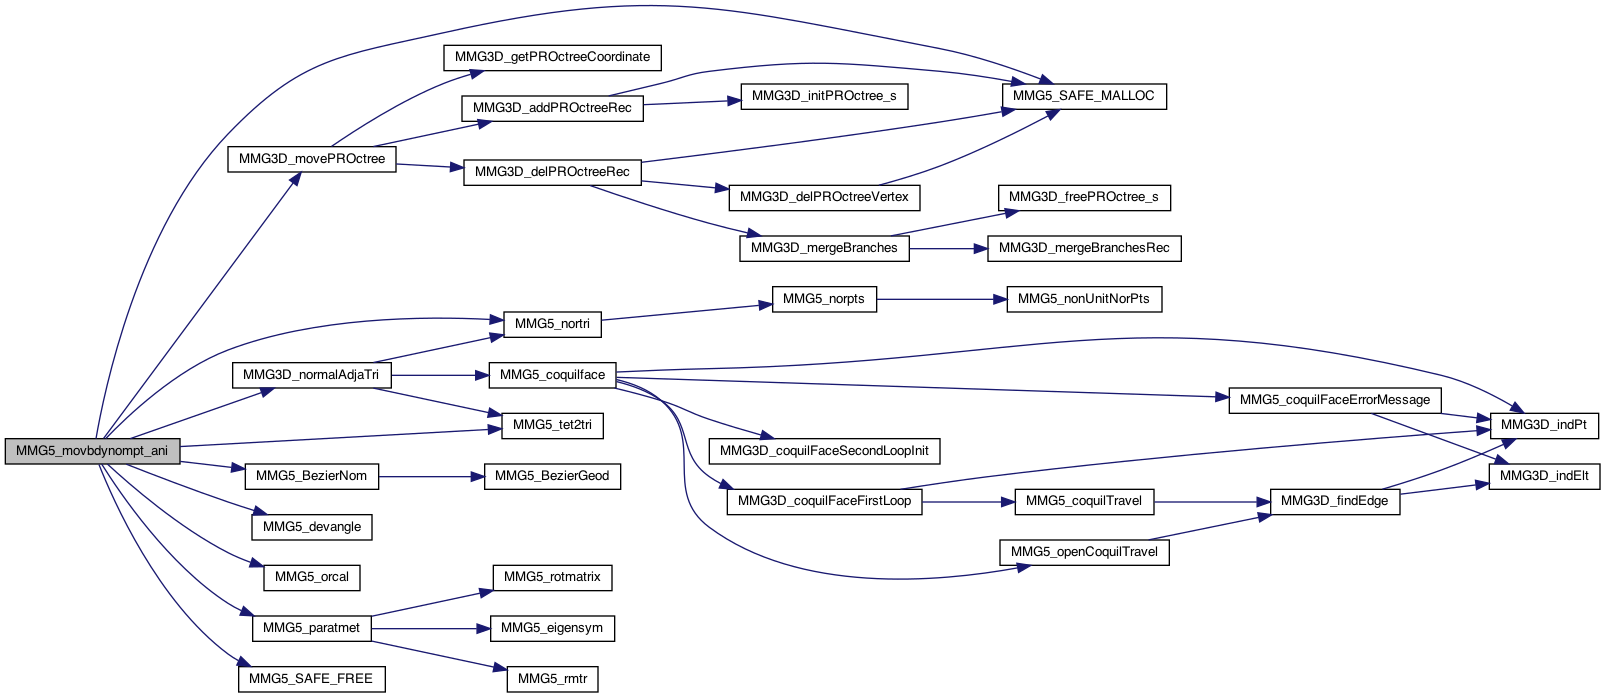 MMG3D_getPROctreeCoordinate
MMG3D_addPROctreeRec
MMG3D_initPROctree_s
MMG5_SAFE_MALLOC
MMG3D_movePROctree
MMG3D_delPROctreeRec
MMG3D_delPROctreeVertex
MMG3D_freePROctree_s
MMG3D_mergeBranches
MMG3D_mergeBranchesRec
MMG5_norpts
MMG5_nonUnitNorPts
MMG5_nortri
MMG3D_normalAdjaTri
MMG5_coquilface
MMG5_coquilFaceErrorMessage
MMG5_tet2tri
MMG3D_indPt
MMG5_movbdynompt_ani
MMG3D_coquilFaceSecondLoopInit
MMG5_BezierNom
MMG5_BezierGeod
MMG3D_indElt
MMG3D_coquilFaceFirstLoop
MMG5_coquilTravel
MMG3D_findEdge
MMG5_devangle
MMG5_openCoquilTravel
MMG5_orcal
MMG5_rotmatrix
MMG5_paratmet
MMG5_eigensym
MMG5_SAFE_FREE
MMG5_rmtr